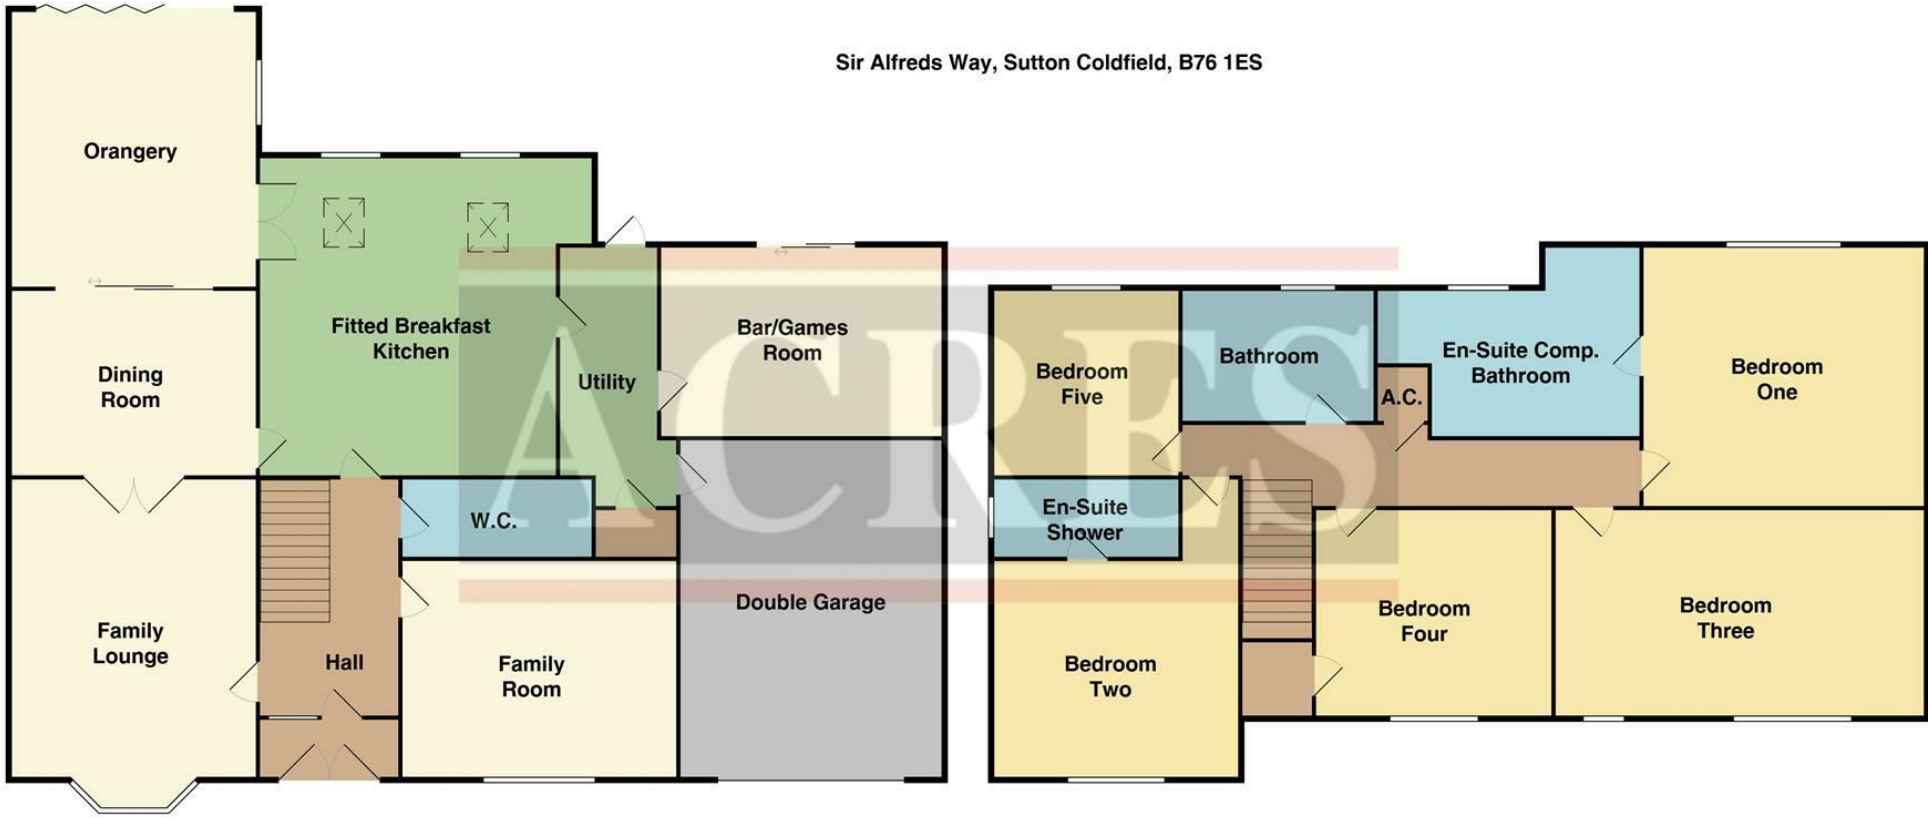 Sir Alfreds Way, Sutton Coldfield, B76 1ES
Orangery
Fitted Breakfast
Kitchen
Dining
Room
Utility
Bar/Games
Room
W.C.
Family
Lounge
Hall
Family
Room
Double Garage
Bedroom
Five
Bathroom
A.C.
En-Suite Comp.
Bathroom
Bedroom
One
En-Suite
Shower
Bedroom
Two
Bedroom
Four
Bedroom
Three
ACRES